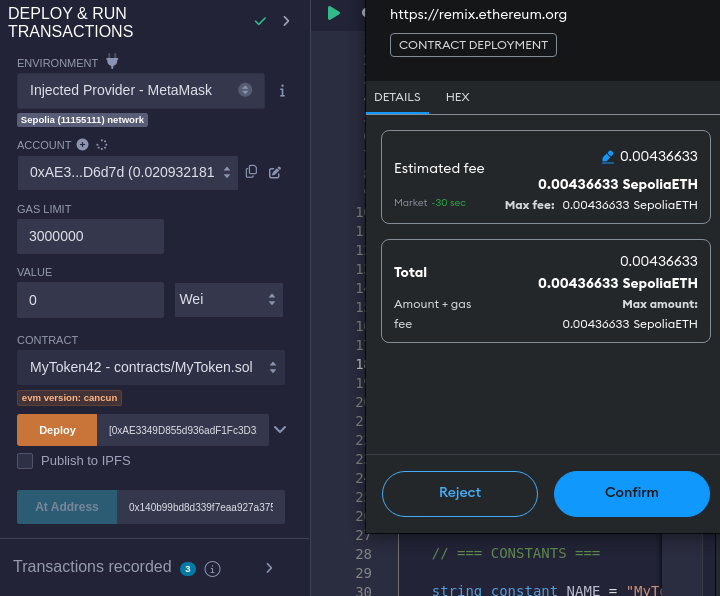 DEPLOY & RUN
TRANSACTIONS
ENVIRONMENT
Injected Provider - MetaMask
Sepolia (11155111) network
ACCOUNT
0xAE3...D6d7d (0.020932181
GAS LIMIT
3000000
VALUE
0
Wei
CONTRACT
MyToken42 - contracts/MyToken.sol
evm version: cancun
Deploy
[0xAE3349D855d936adF1Fc3D3
Publish to IPFS
At Address
0x140b99bd8d339f7eaa927a375
Transactions recorded 3
https://remix.ethereum.org
CONTRACT DEPLOYMENT
DETAILS HEX
Estimated fee
0.00436633
0.00436633 SepoliaETH
Market -30 sec
Max fee: 0.00436633 SepoliaETH
Total
0.00436633
0.00436633 SepoliaETH
Amount + gas
fee
Max amount:
0.00436633 SepoliaETH
Reject
Confirm
27
28 // === CONSTANTS ===
29
30 string constant NAME = "MyT